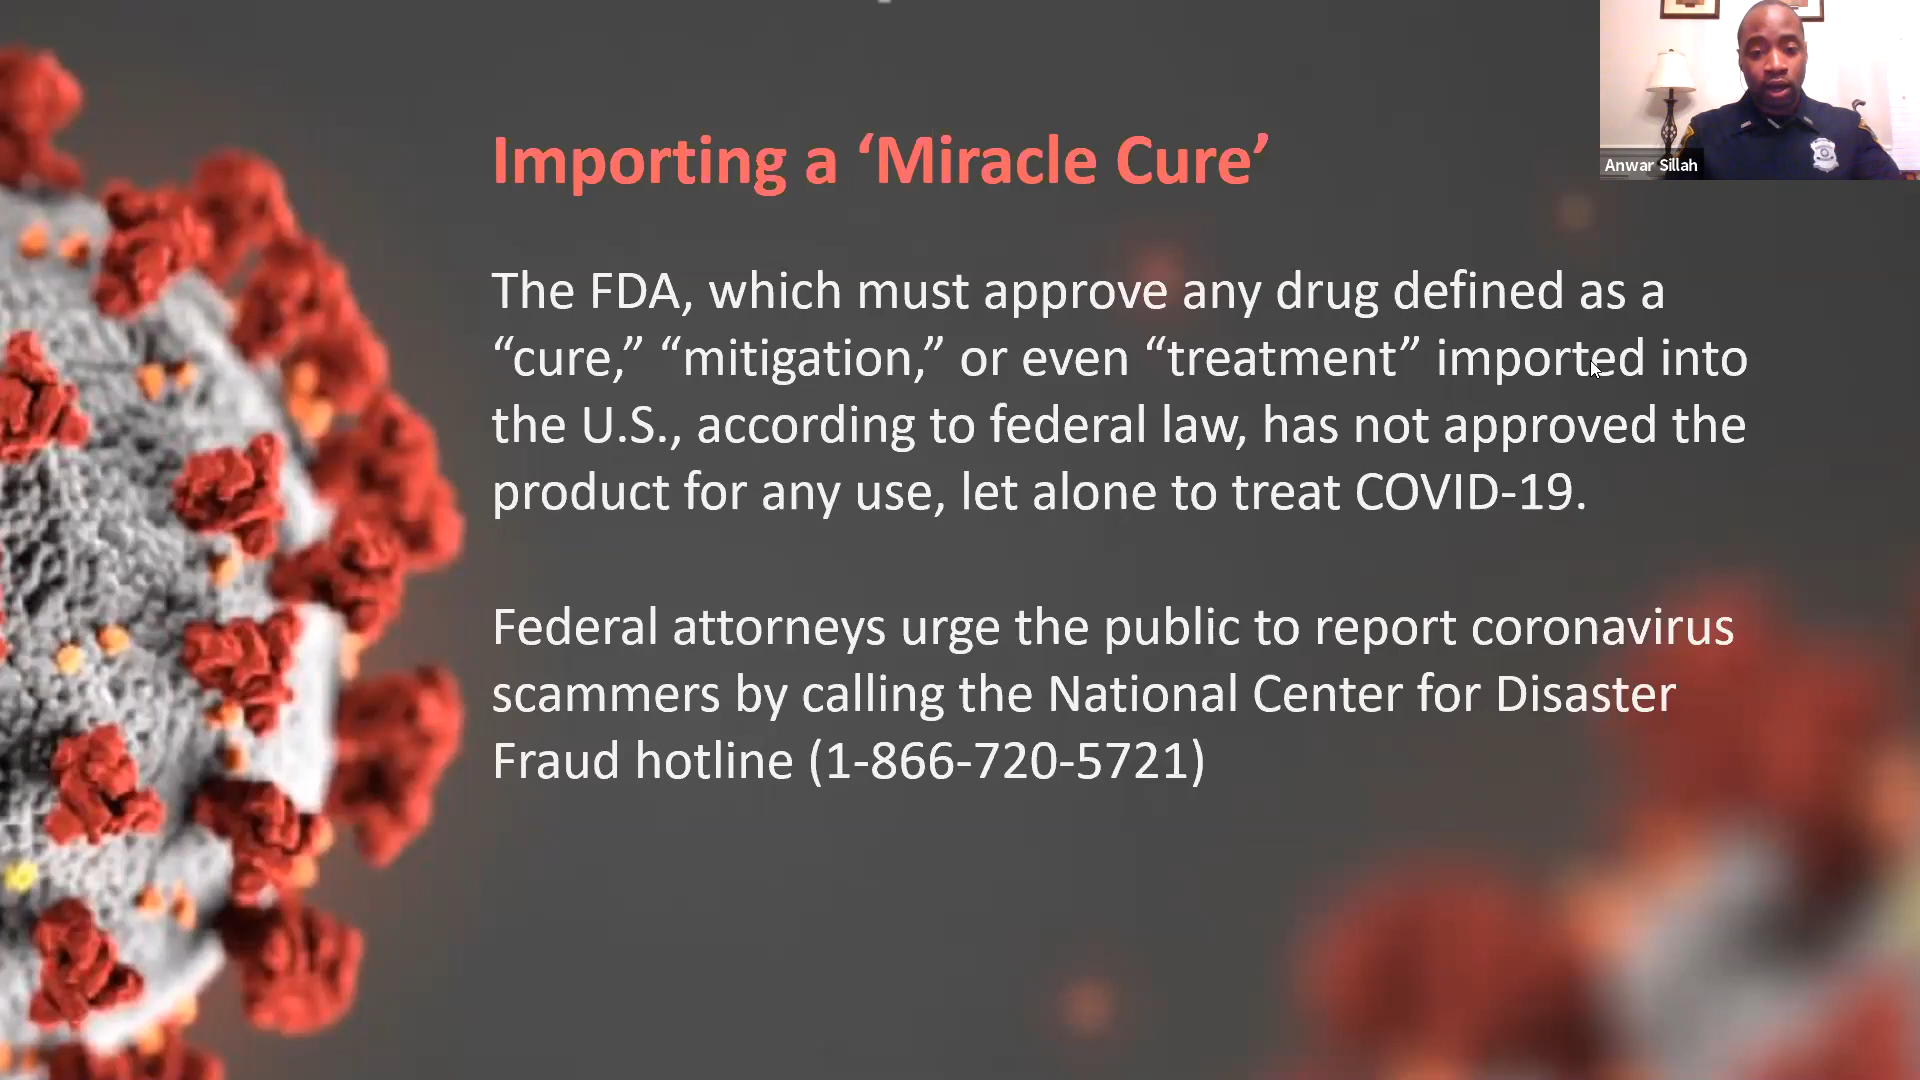 Importing a ‘Miracle Cure’
The FDA, which must approve any drug defined as a
“cure,” “mitigation,” or even “treatment” imported into
the U.S., according to federal law, has not approved the
product for any use, let alone to treat COVID-19.
Federal attorneys urge the public to report coronavirus
scammers by calling the National Center for Disaster
Fraud hotline (1-866-720-5721)
Anwar Sillah